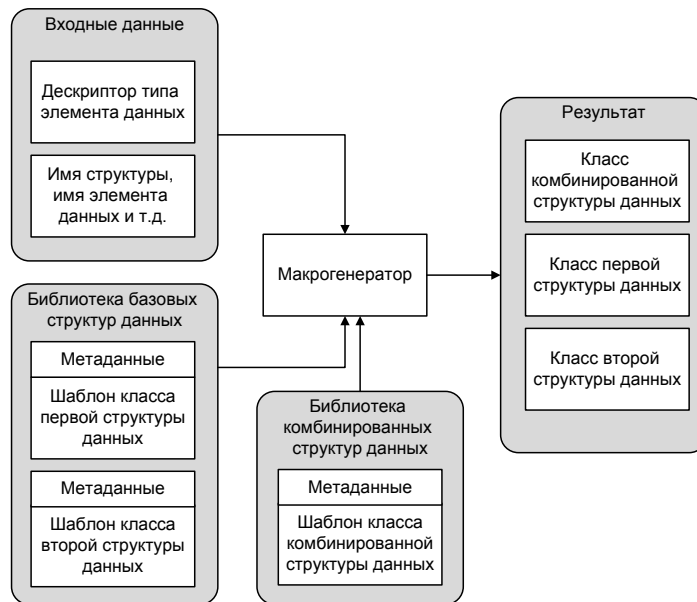 Входные данные
Дескриптор типа
элемента данных
Имя структуры,
имя элемента
данных и т.д.
Библиотека базовых
структур данных
Метаданные
Шаблон класса
первой структуры
данных
Метаданные
Шаблон класса
второй структуры
данных
Макрогенератор
Библиотека
комбинированных
структур данных
Метаданные
Шаблон класса
комбинированной
структуры данных
Результат
Класс
комбинированной
структуры данных
Класс первой
структуры данных
Класс второй
структуры данных